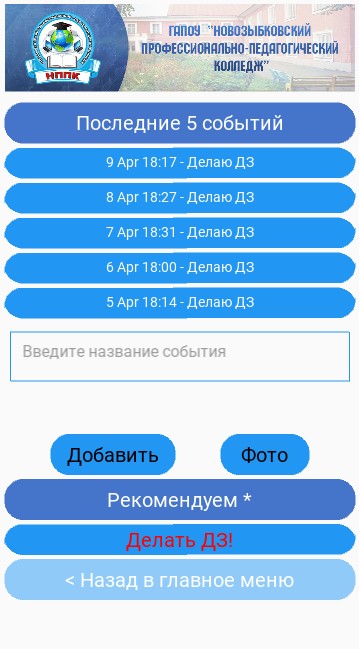 НППК
ГАПОУ "НОВОЗЫБКОВСКИЙ
ПРОФЕССИОНАЛЬНО-ПЕДАГОГИЧЕСКИЙ
КОЛЛЕДЖ"
Последние 5 событий
9 Apr 18:17 - Делаю ДЗ
8 Apr 18:27 - Делаю ДЗ
7 Apr 18:31 - Делаю ДЗ
6 Apr 18:00 - Делаю ДЗ
5 Apr 18:14 - Делаю ДЗ
Введите название события
Добавить Фото
Рекомендуем *
Делать ДЗ!
< Назад в главное меню